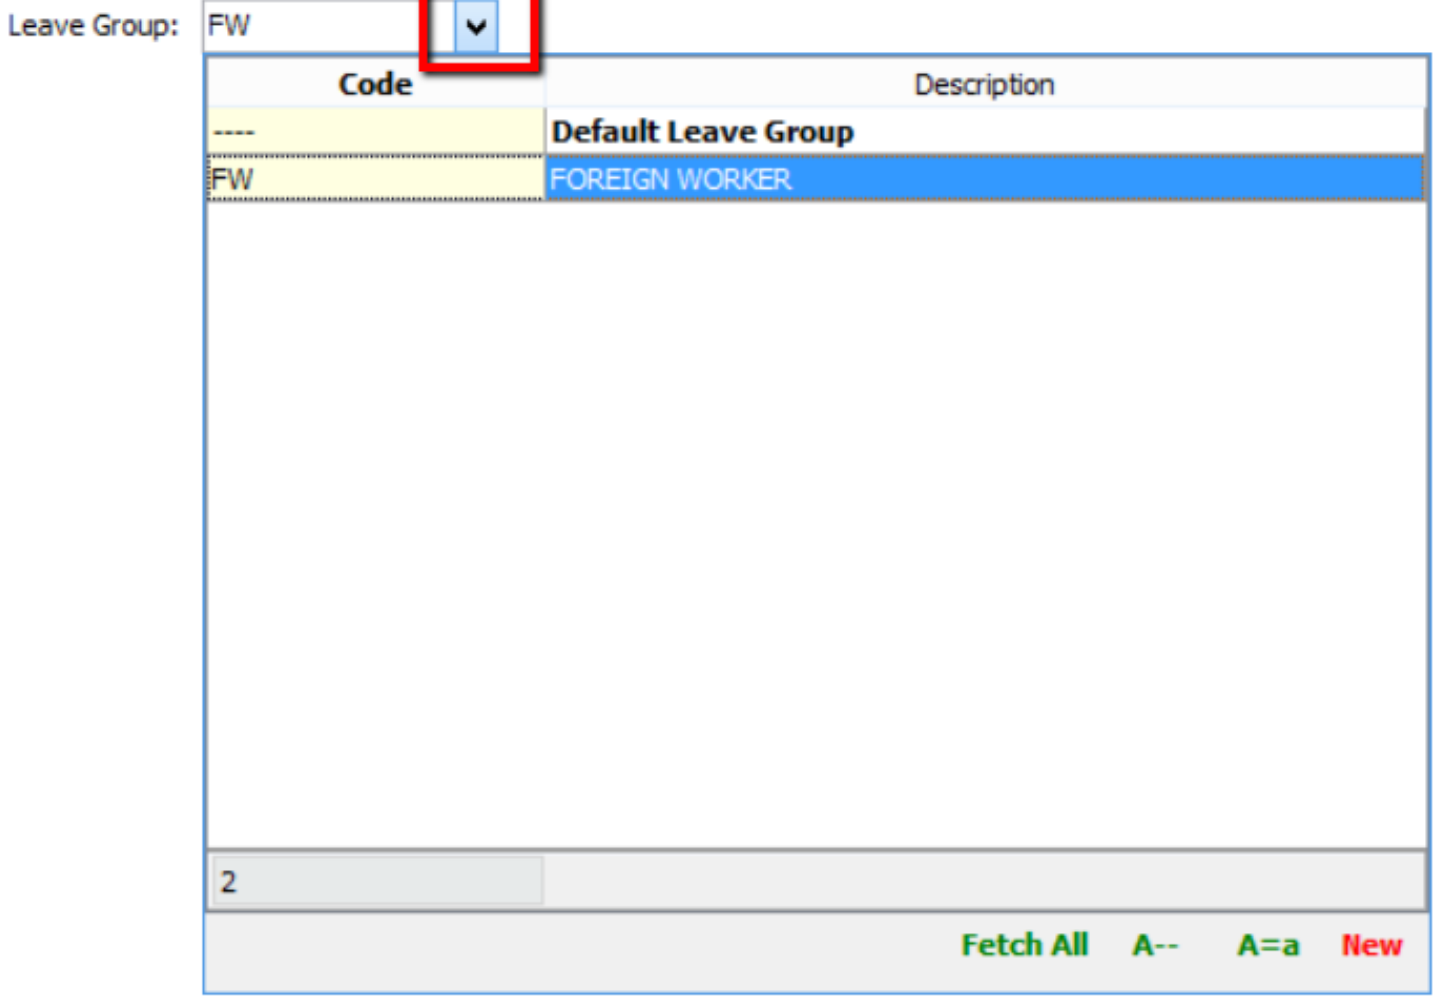 Leave Group: FW
Code Description
---- Default Leave Group
FW FOREIGN WORKER
2
Fetch All A-- A=a New